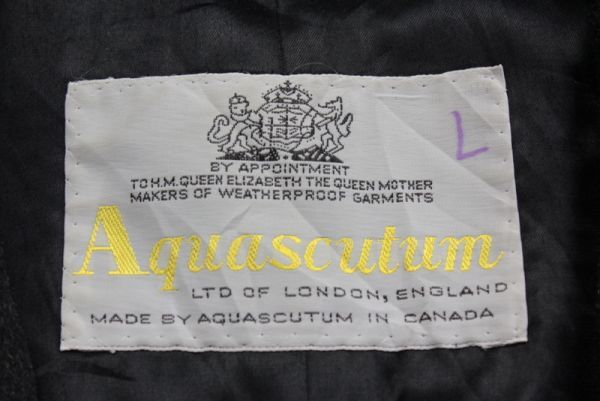 L
BY APPOINTMENT
TO H.M. QUEEN ELIZABETH THE QUEEN MOTHER
MAKERS OF WEATHERPROOF GARMENTS
Aquascutum
LTD OF LONDON, ENGLAND
MADE BY AQUASCUTUM IN CANADA